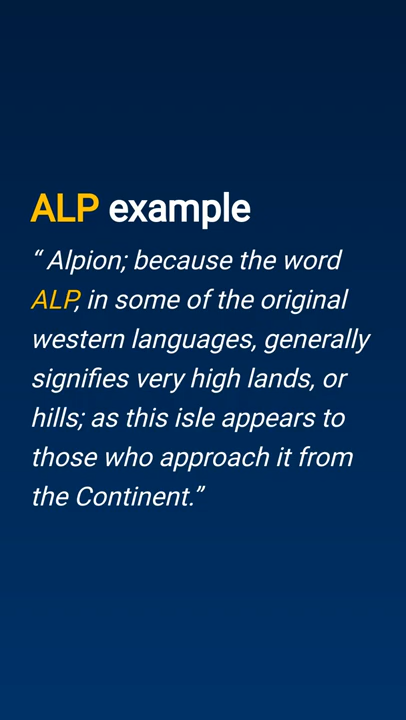 ALP example
“ Alpion; because the word
ALP, in some of the original
western languages, generally
signifies very high lands, or
hills; as this isle appears to
those who approach it from
the Continent.”